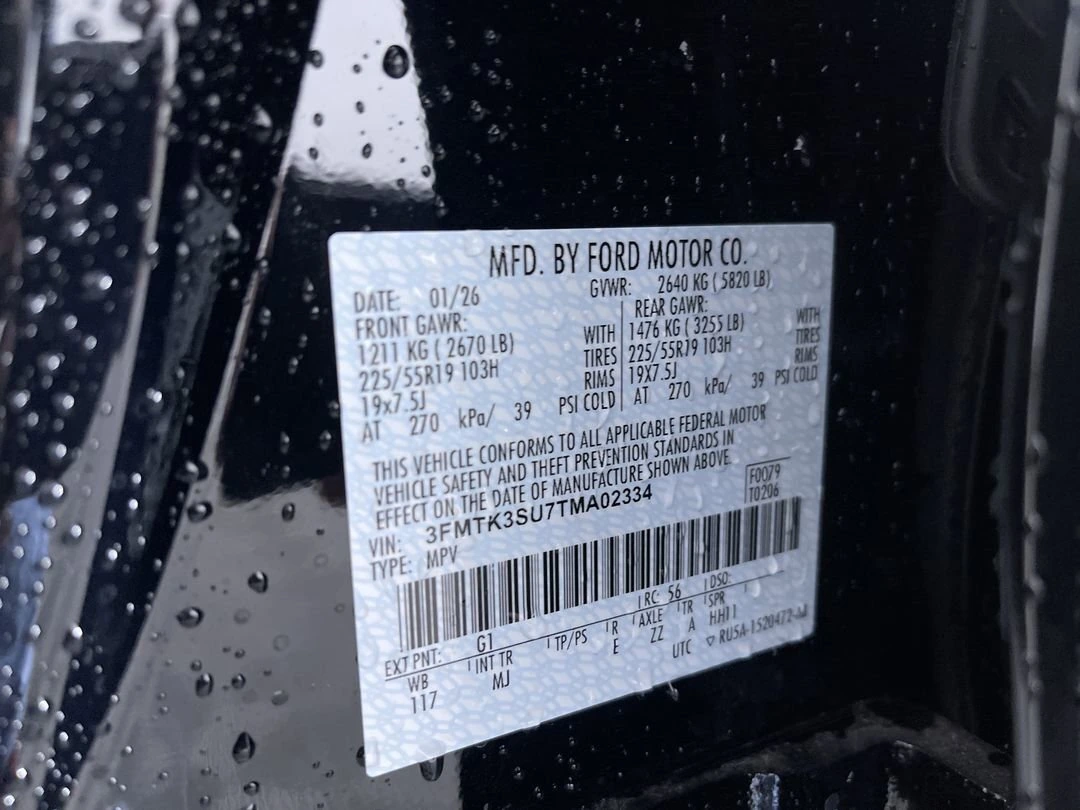 MFD. BY FORD MOTOR CO.
DATE: 01/26 GVWR: 2640 KG ( 5820 LB)
FRONT GAWR: REAR GAWR:
1211 KG ( 2670 LB) WITH 1476 KG ( 3255 LB) WITH
225/55R19 103H TIRES 225/55R19 103H TIRES
19x7.5J RIMS 19X7.5J RIMS
AT 270 kPa/ 39 PSI COLD AT 270 kPa/ 39 PSI COLD
THIS VEHICLE CONFORMS TO ALL APPLICABLE FEDERAL MOTOR
VEHICLE SAFETY AND THEFT PREVENTION STANDARDS IN
EFFECT ON THE DATE OF MANUFACTURE SHOWN ABOVE.
F0079
T0206
VIN: 3FMTK3SU7TMA02334
TYPE: MPV
EXT PNT: G1 RC: 56 DSO:
WB INT TR TP/PS R AXLE TR SPR
117 MJ E ZZ A HH11
UTC ▽ RU5A-1520472-AJ